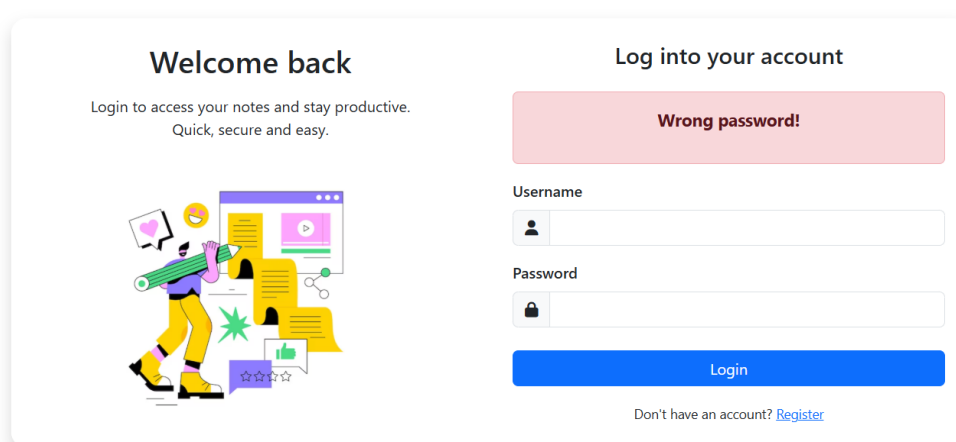 Welcome back
Login to access your notes and stay productive.
Quick, secure and easy.
Log into your account
Wrong password!
Username
Password
Login
Don't have an account? Register